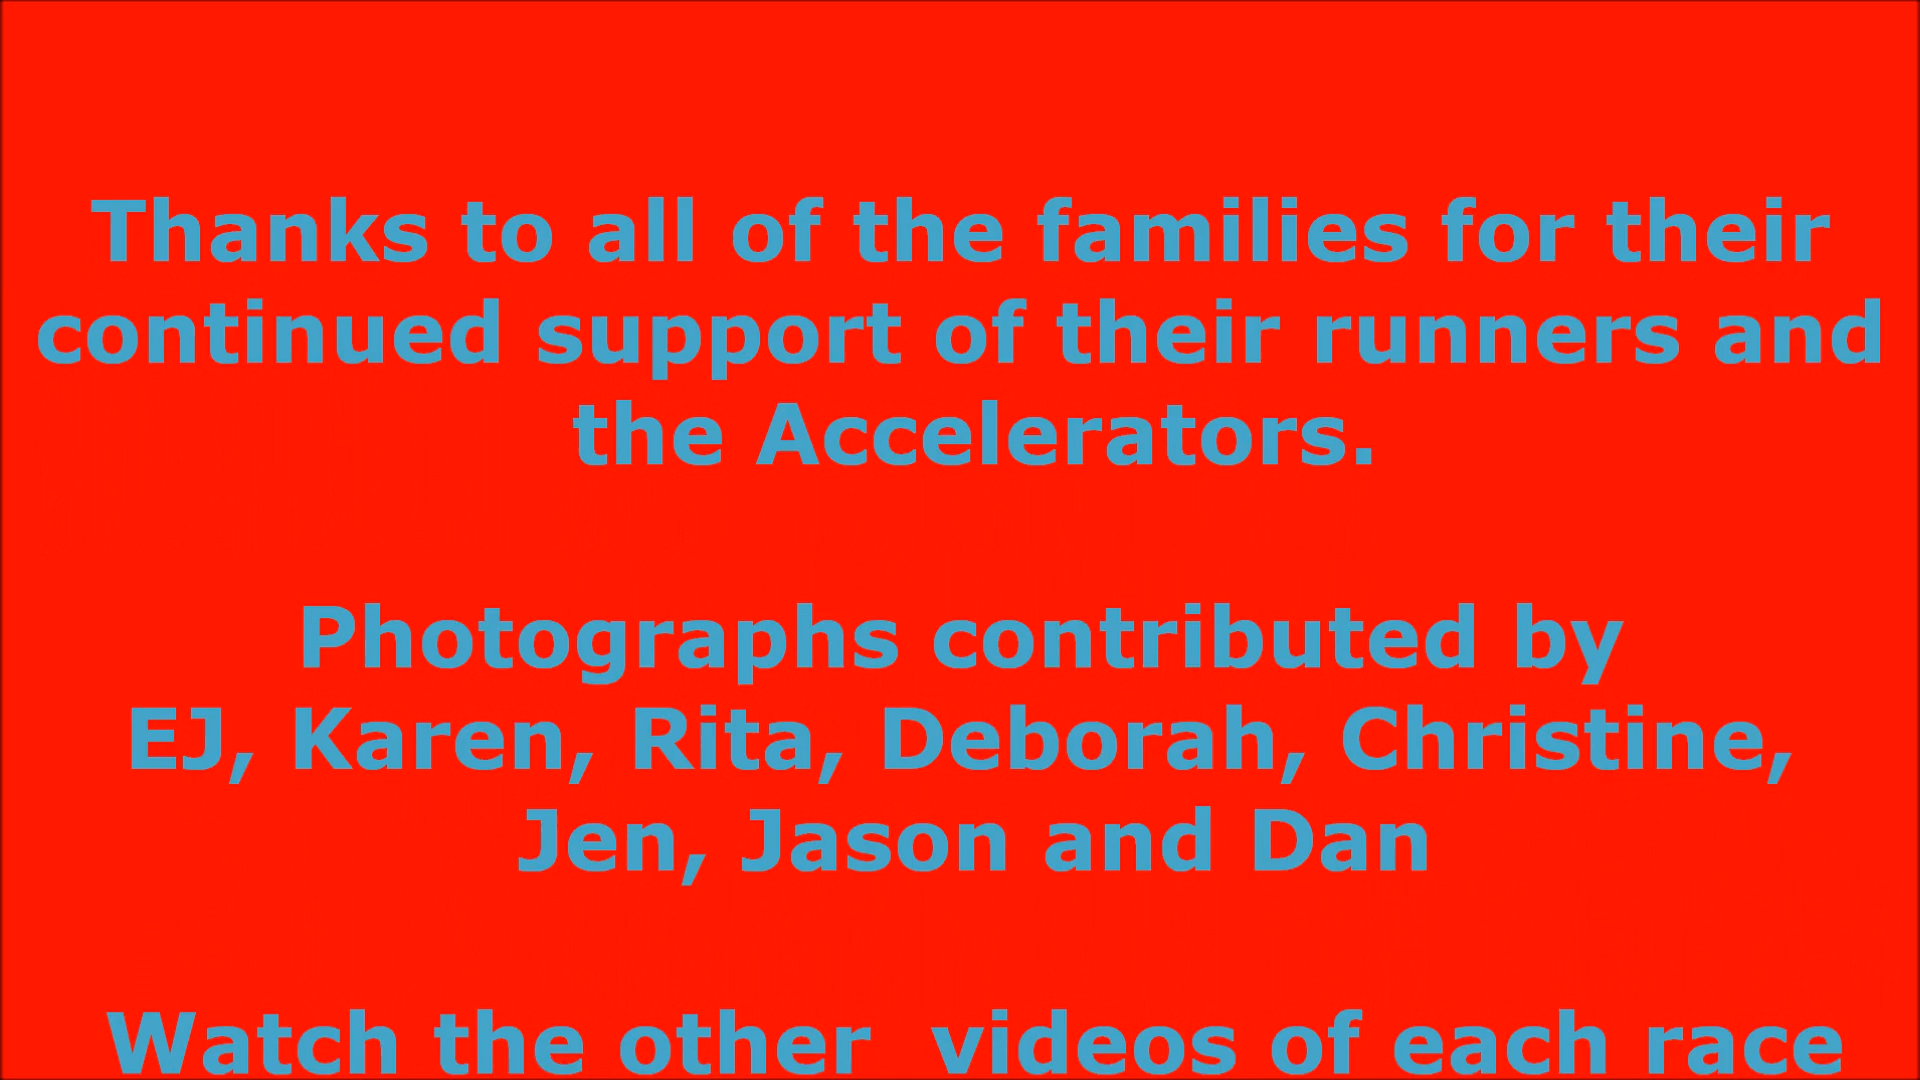 Thanks to all of the families for their
continued support of their runners and
the Accelerators.
Photographs contributed by
EJ, Karen, Rita, Deborah, Christine,
Jen, Jason and Dan
Watch the other  videos of each race